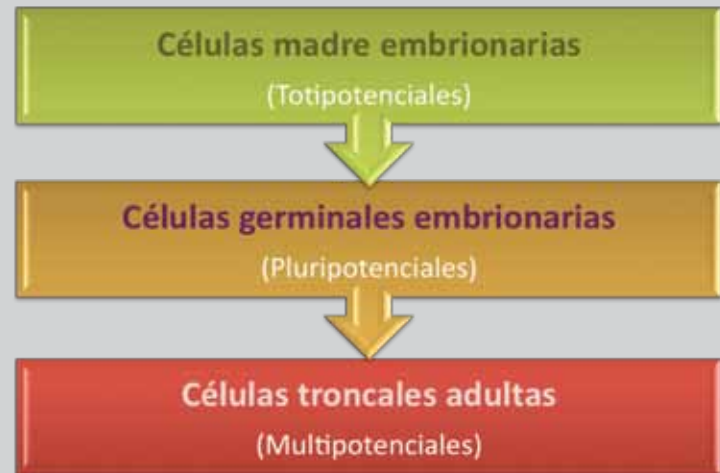 Células madre embrionarias
(Totipotenciales)
Células germinales embrionarias
(Pluripotenciales)
Células troncales adultas
(Multipotenciales)